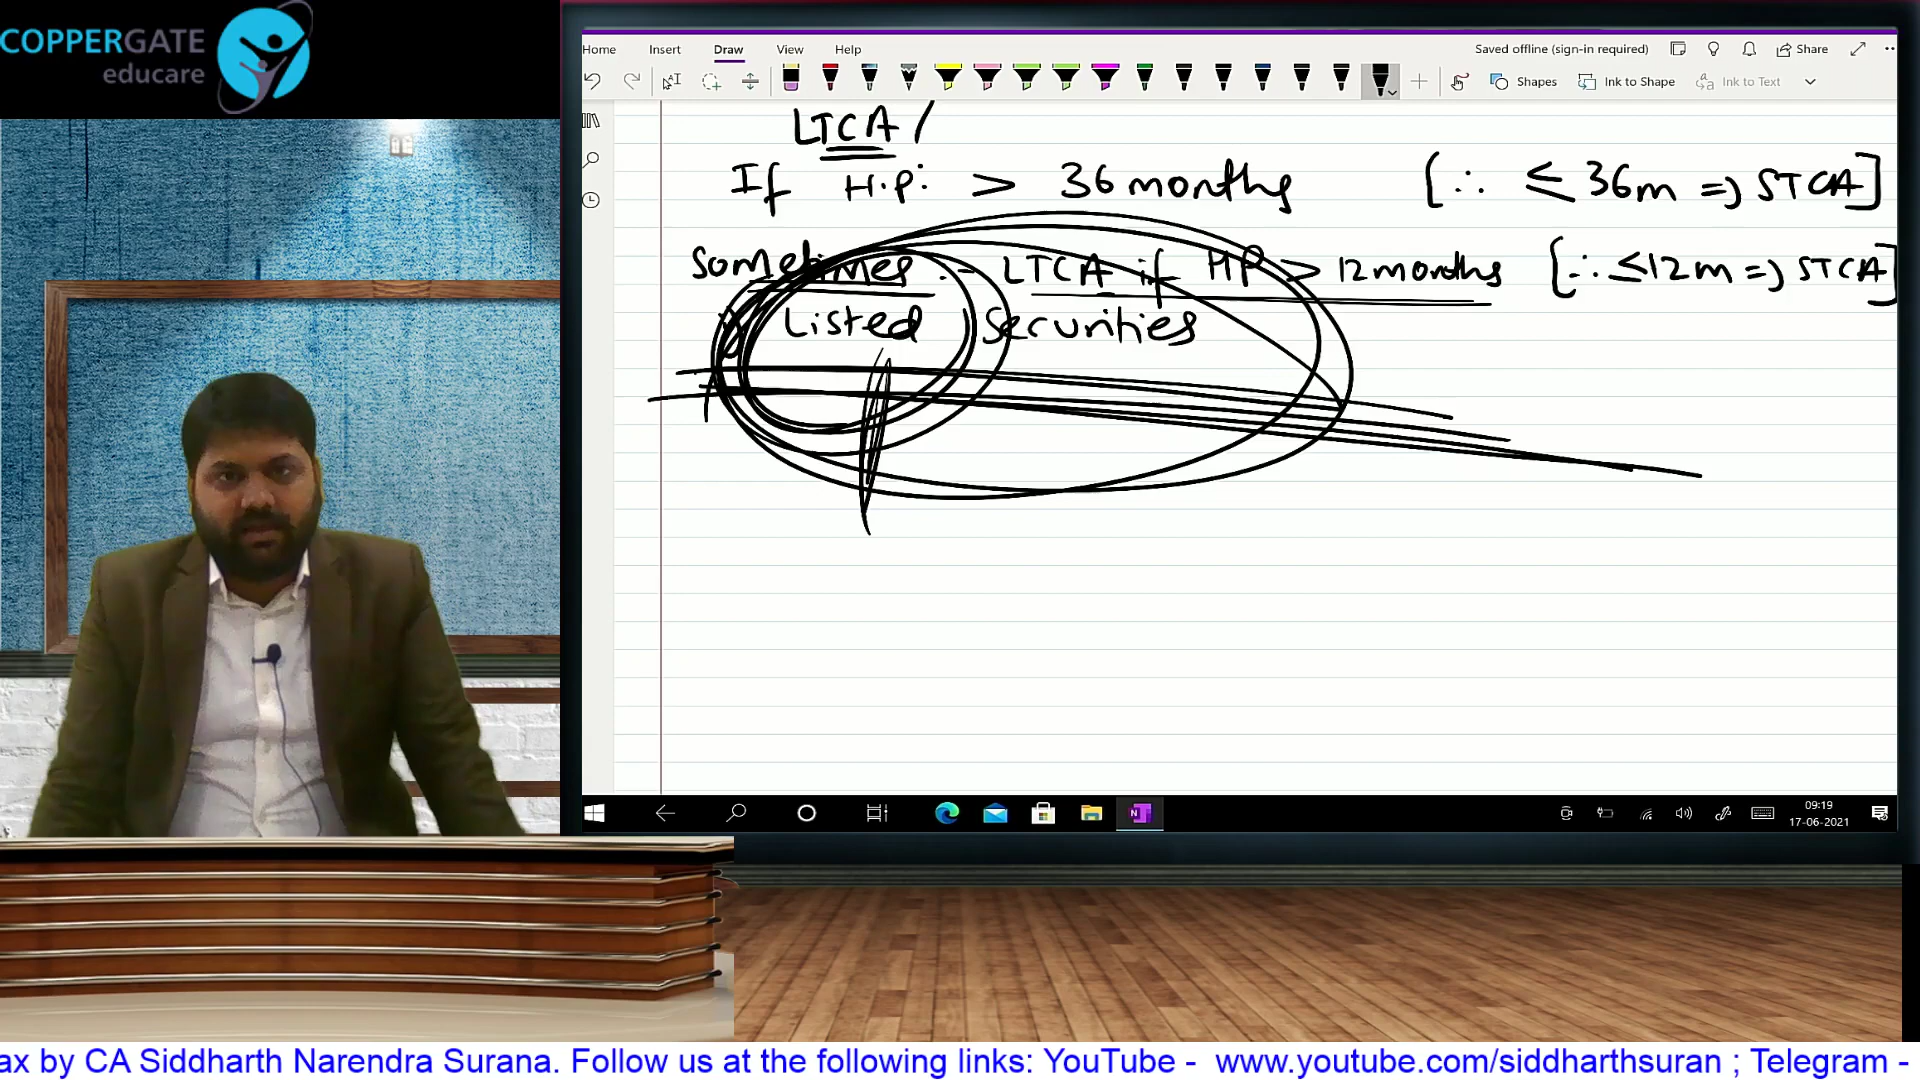 COPPERGATE
educare
Home Insert Draw View Help Saved offline (sign-in required) Share
Shapes Ink to Shape Ink to Text
LTCA /
If H.P. > 36 months [∴ ≤ 36m => STCA]
Sometimes :- LTCA if HP > 12 months [∴ ≤ 12m => STCA]
if Listed Securities
09:19
17-06-2021
ax by CA Siddharth Narendra Surana. Follow us at the following links: YouTube - www.youtube.com/siddharthsuran ; Telegram -